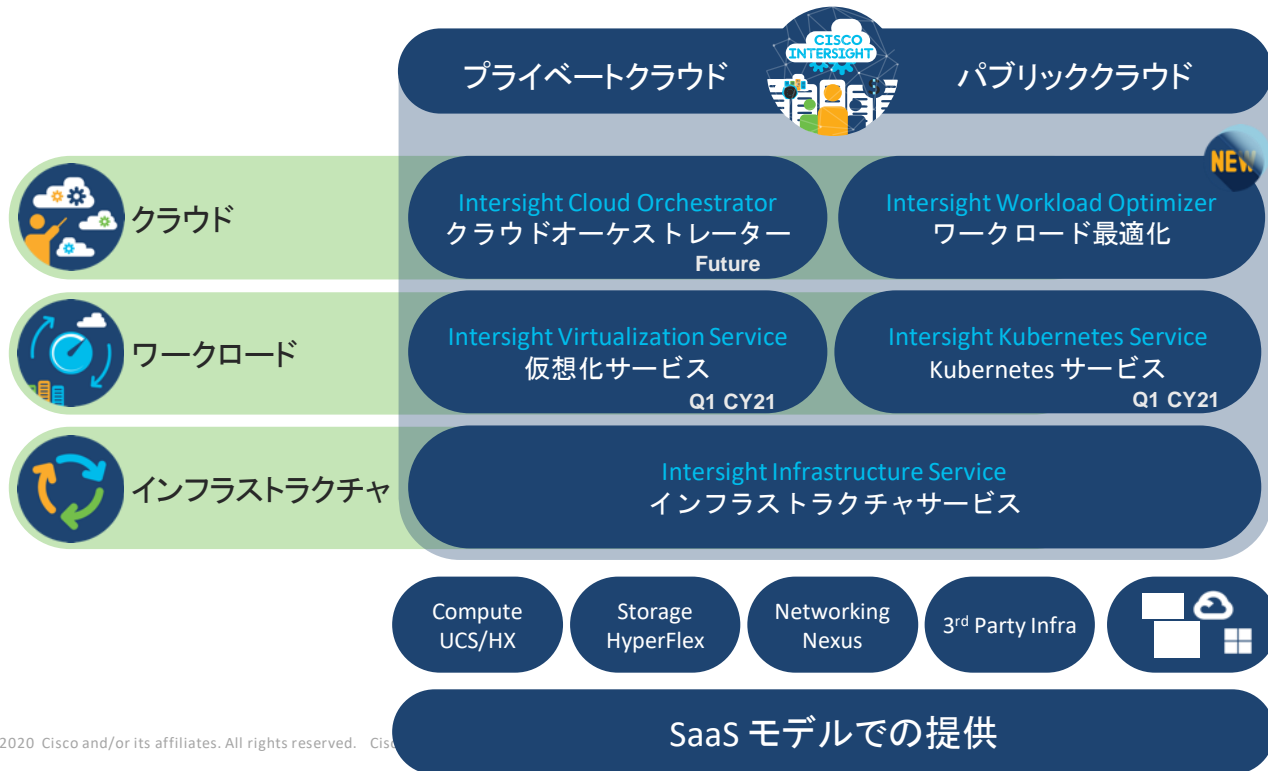 プライベートクラウド
CISCO
INTERSIGHT
パブリッククラウド
NEW
クラウド
Intersight Cloud Orchestrator
クラウドオーケストレーター
Future
Intersight Workload Optimizer
ワークロード最適化
ワークロード
Intersight Virtualization Service
仮想化サービス
Q1 CY21
Intersight Kubernetes Service
Kubernetes サービス
Q1 CY21
インフラストラクチャ
Intersight Infrastructure Service
インフラストラクチャサービス
Compute
UCS/HX
Storage
HyperFlex
Networking
Nexus
3rd Party Infra
SaaS モデルでの提供
2020 Cisco and/or its affiliates. All rights reserved.